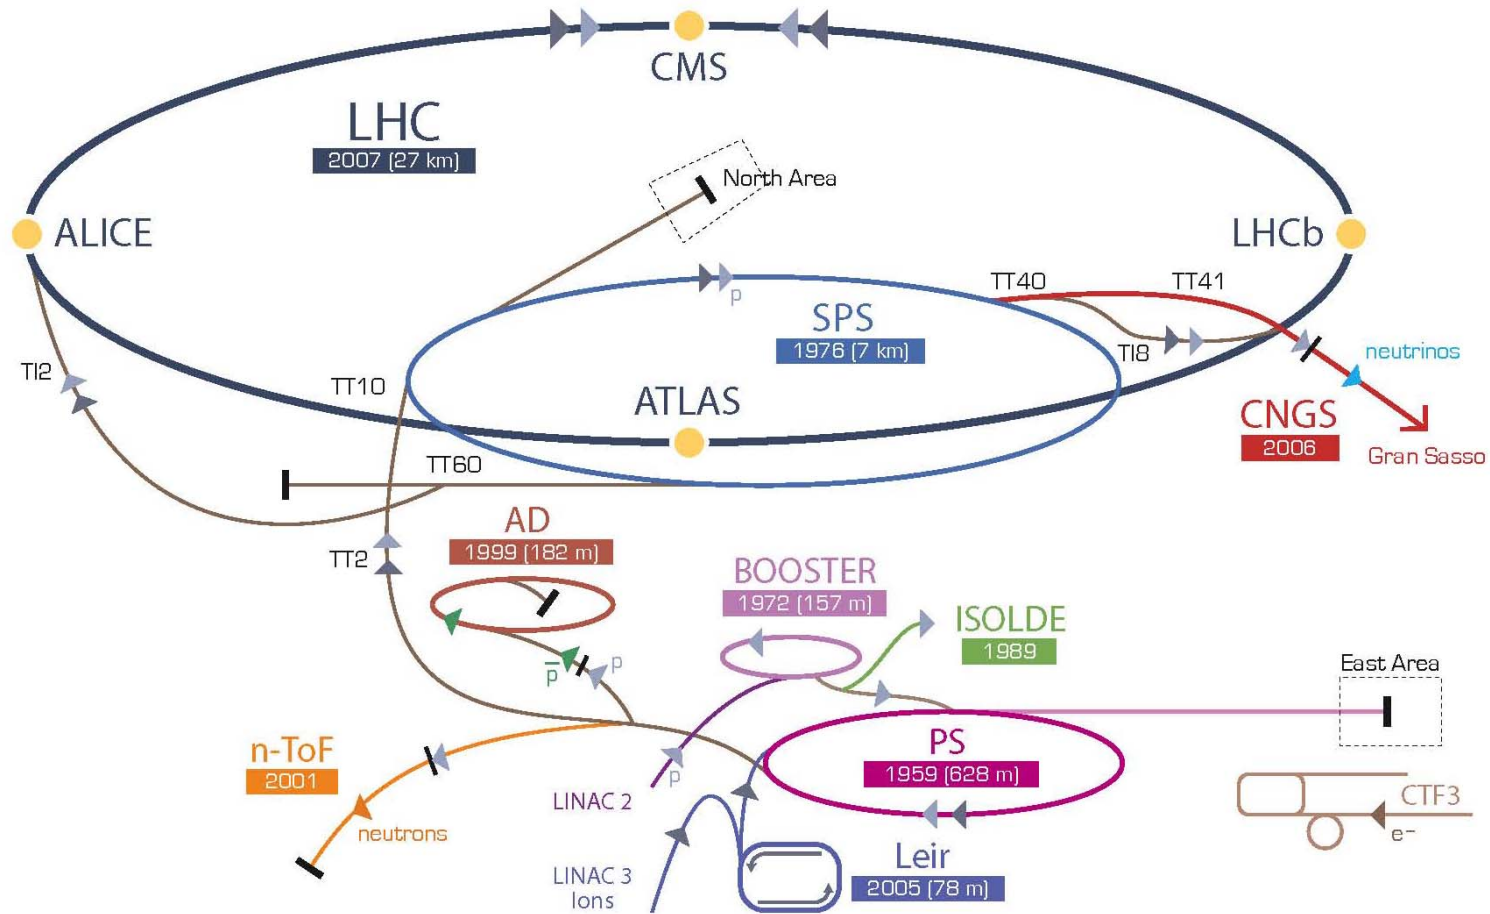 CMS
LHC
2007 (27 km)
North Area
ALICE
LHCb
TT40
TT41
SPS
p
1976 (7 km)
TI8
neutrinos
TI2
TT10
ATLAS
CNGS
2006
Gran Sasso
TT60
AD
1999 (182 m)
TT2
BOOSTER
1972 (157 m)
ISOLDE
1989
p̅
p
East Area
n-ToF
2001
PS
1959 (628 m)
p
LINAC 2
neutrons
CTF3
e−
Leir
2005 (78 m)
LINAC 3
Ions